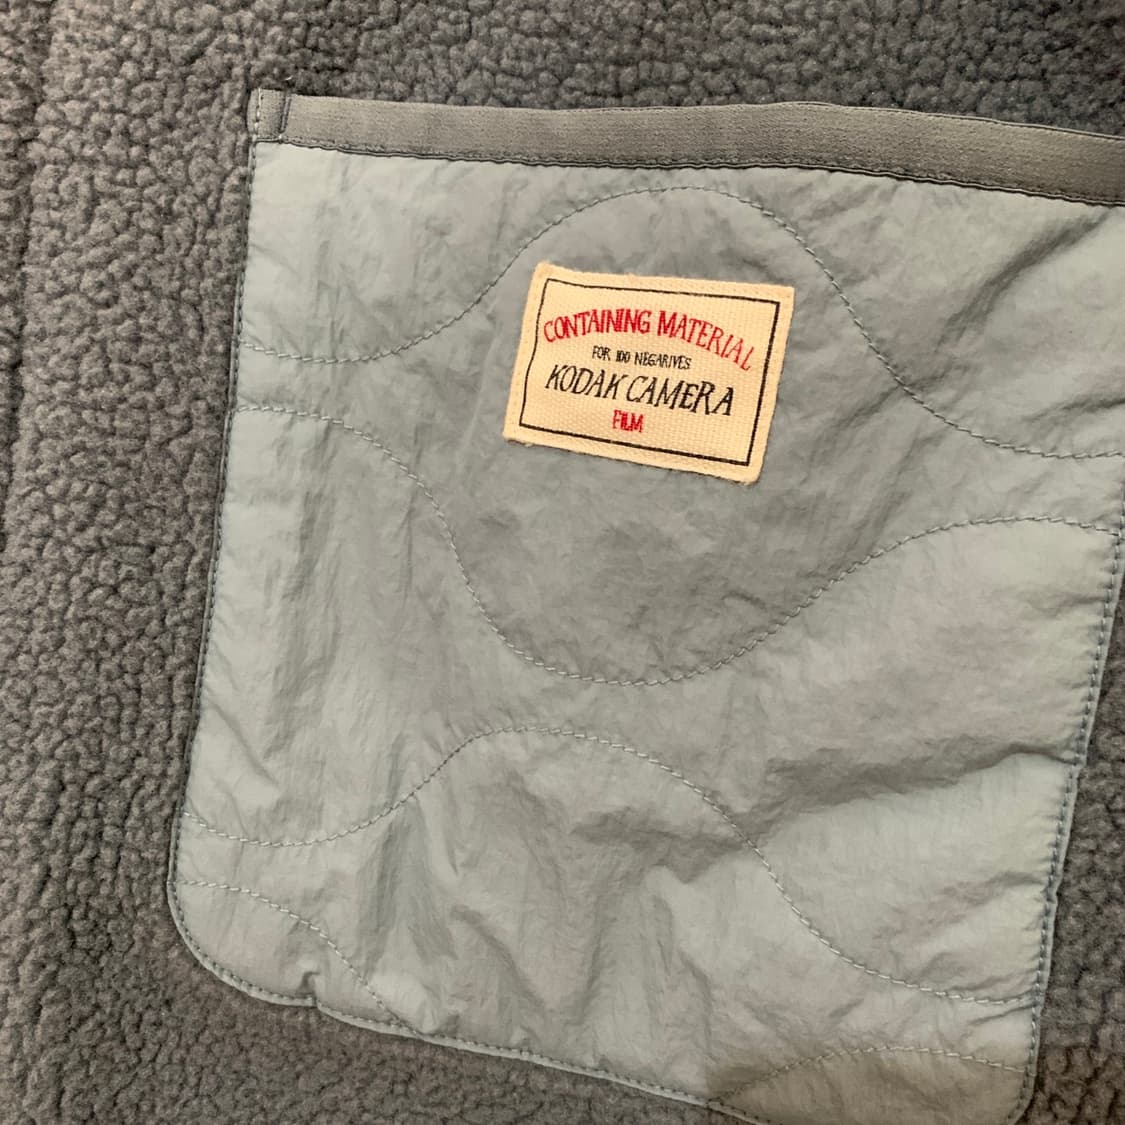 CONTAINING MATERIAL
FOR 100 NEGARIVES
KODAK CAMERA
FILM